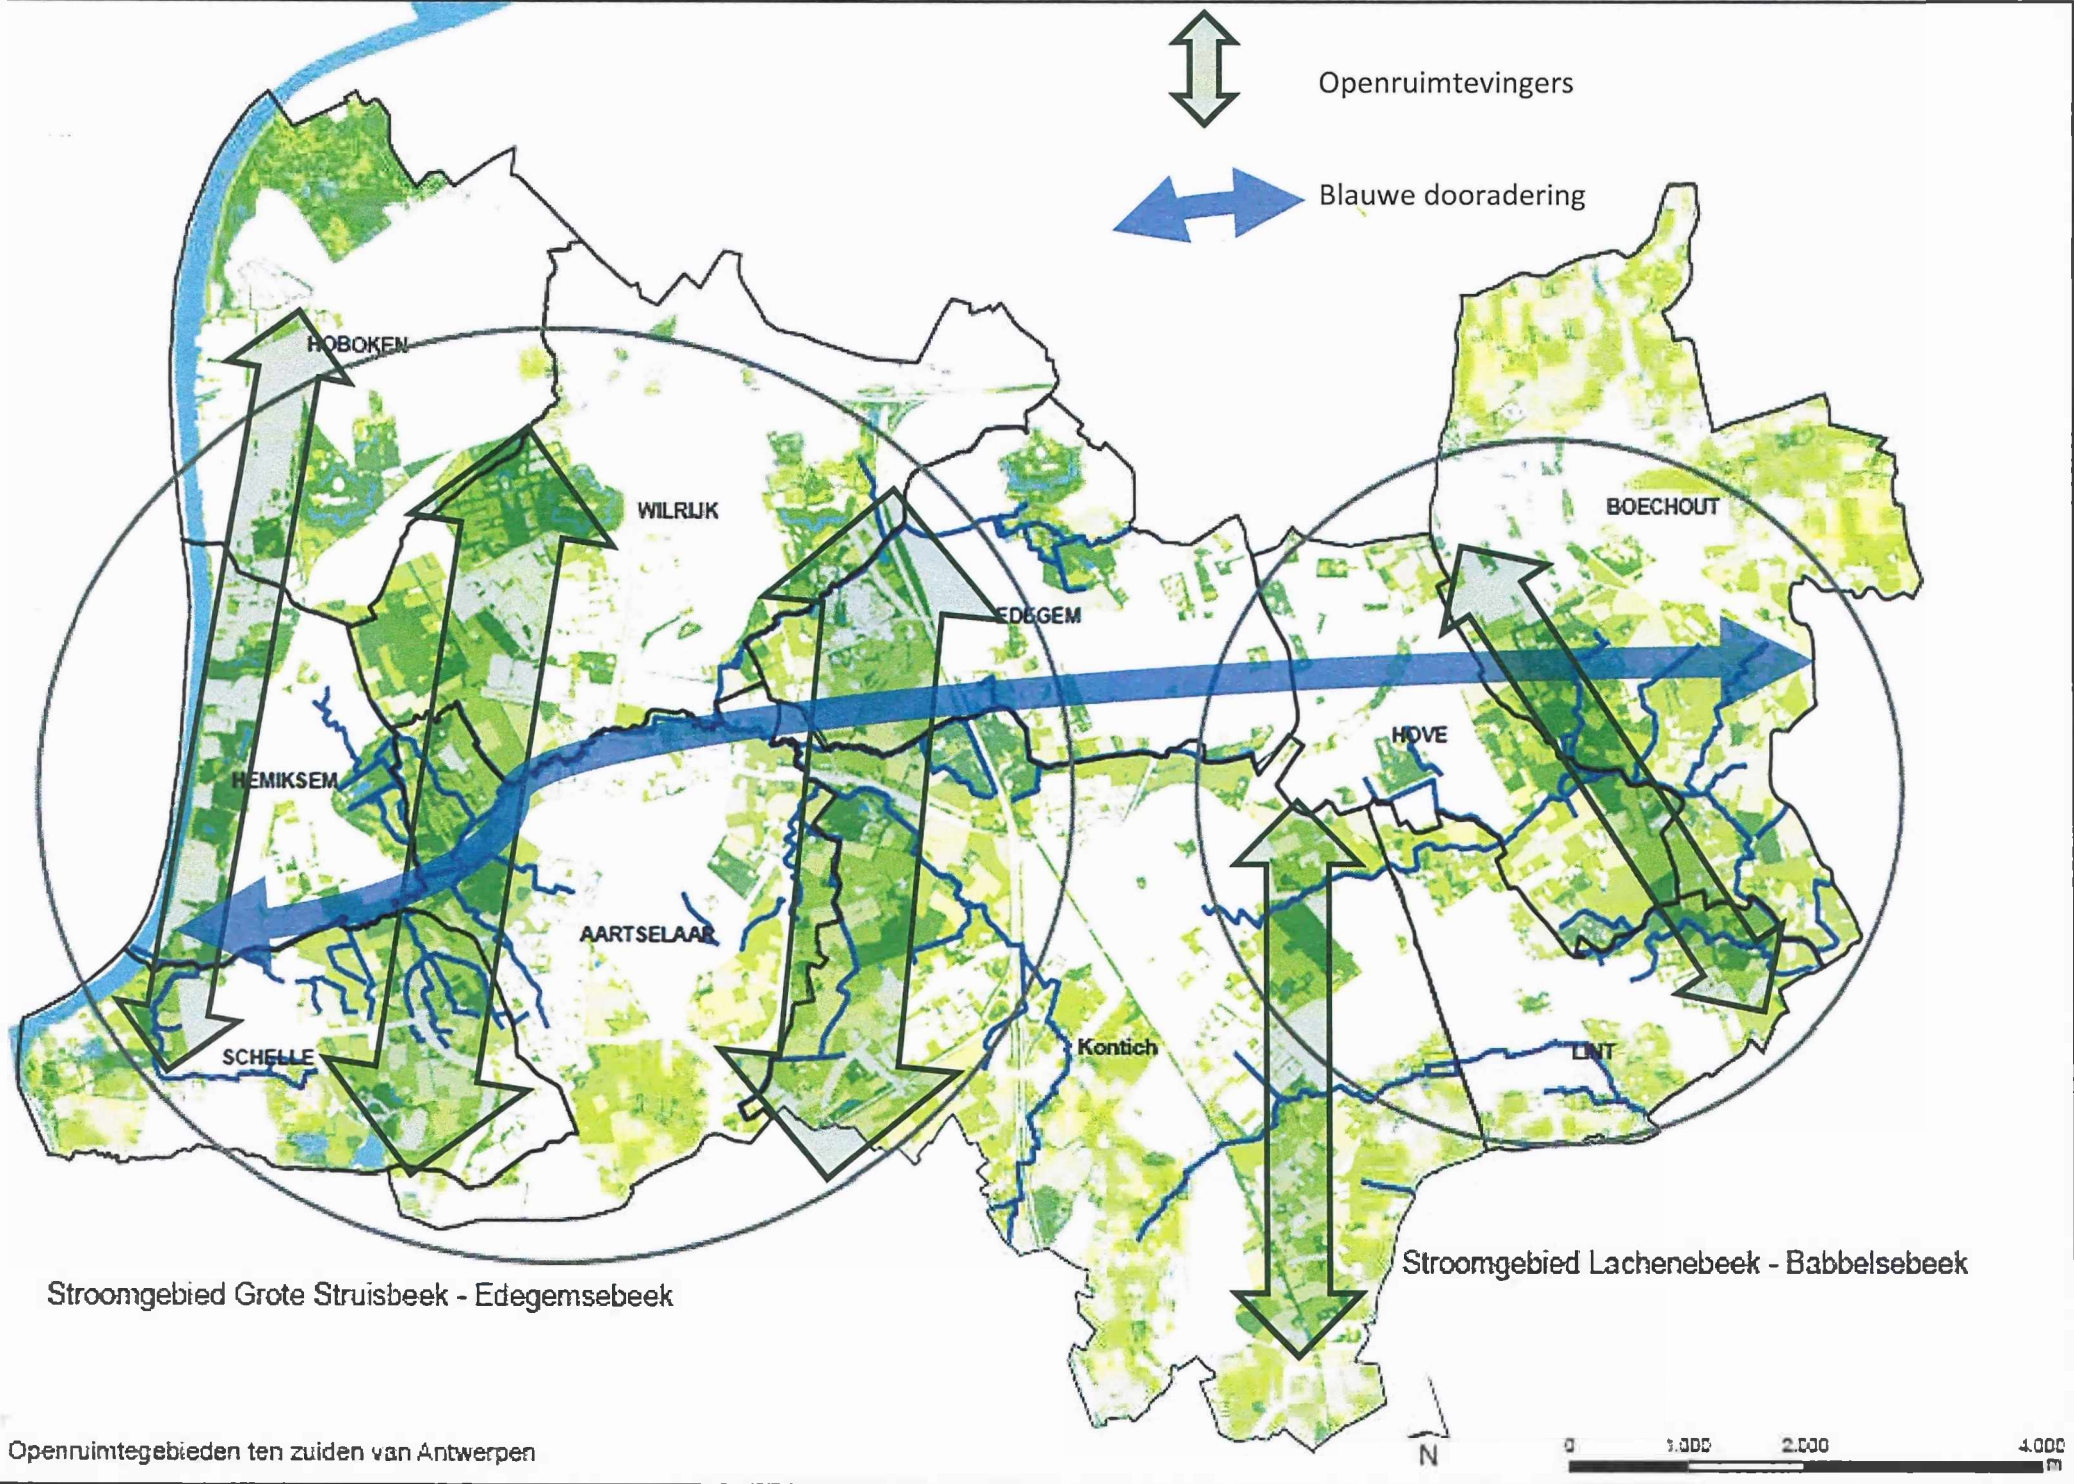 Openruimtevingers
Blauwe dooradering
HOBOKEN
WILRIJK
BOECHOUT
EDEGEM
HOVE
HEMIKSEM
AARTSELAAR
Kontich
LINT
SCHELLE
Stroomgebied Lachenebeek - Babbelsebeek
Stroomgebied Grote Struisbeek - Edegemsebeek
Openruimtegebieden ten zuiden van Antwerpen
N
0 1.000 2.000 4.000
m